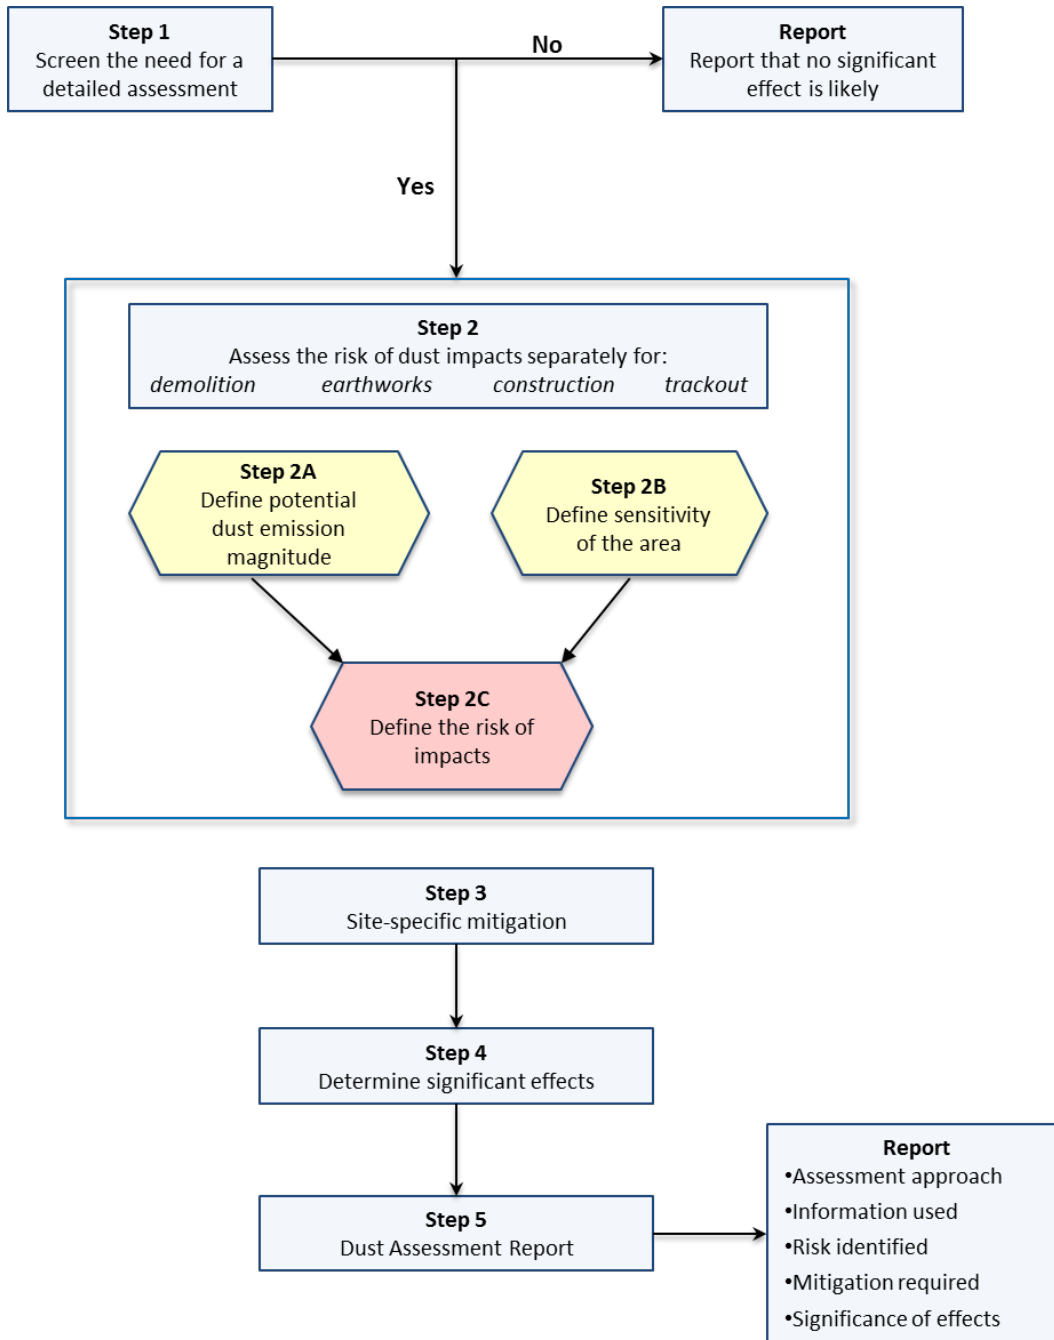 Step 1
Screen the need for a
detailed assessment
No
Report
Report that no significant
effect is likely
Yes
Step 2
Assess the risk of dust impacts separately for:
demolition earthworks construction trackout
Step 2A
Define potential
dust emission
magnitude
Step 2B
Define sensitivity
of the area
Step 2C
Define the risk of
impacts
Step 3
Site-specific mitigation
Step 4
Determine significant effects
Step 5
Dust Assessment Report
Report
•Assessment approach
•Information used
•Risk identified
•Mitigation required
•Significance of effects